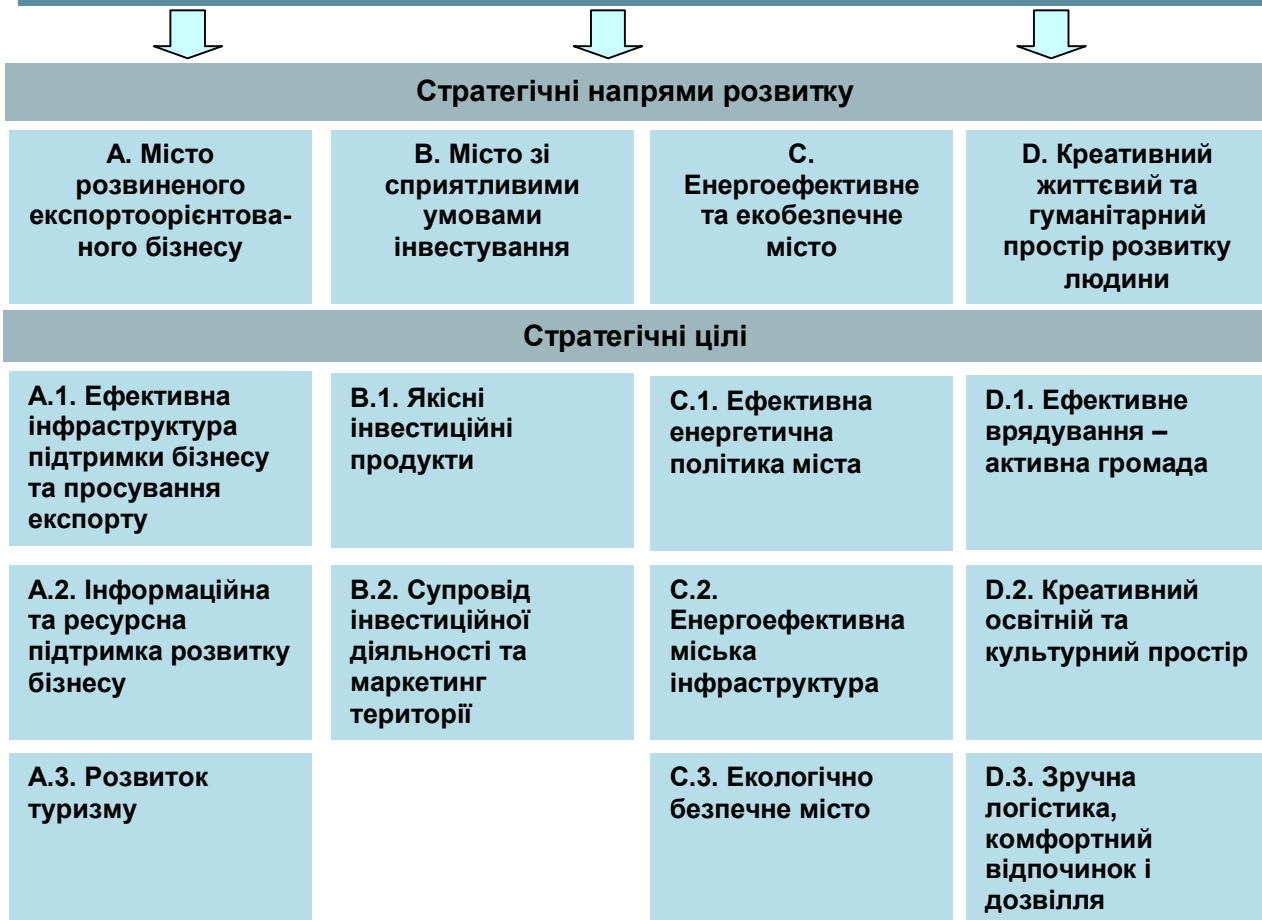 Стратегічні напрями розвитку
А. Місто
розвиненого
експортоорієнтова-
ного бізнесу
В. Місто зі
сприятливими
умовами
інвестування
С.
Енергоефективне
та екобезпечне
місто
D. Креативний
життєвий та
гуманітарний
простір розвитку
людини
Стратегічні цілі
А.1. Ефективна
інфраструктура
підтримки бізнесу
та просування
експорту
В.1. Якісні
інвестиційні
продукти
С.1. Ефективна
енергетична
політика міста
D.1. Ефективне
врядування –
активна громада
А.2. Інформаційна
та ресурсна
підтримка розвитку
бізнесу
В.2. Супровід
інвестиційної
діяльності та
маркетинг
території
С.2.
Енергоефективна
міська
інфраструктура
D.2. Креативний
освітній та
культурний простір
А.3. Розвиток
туризму
С.3. Екологічно
безпечне місто
D.3. Зручна
логістика,
комфортний
відпочинок і
дозвілля